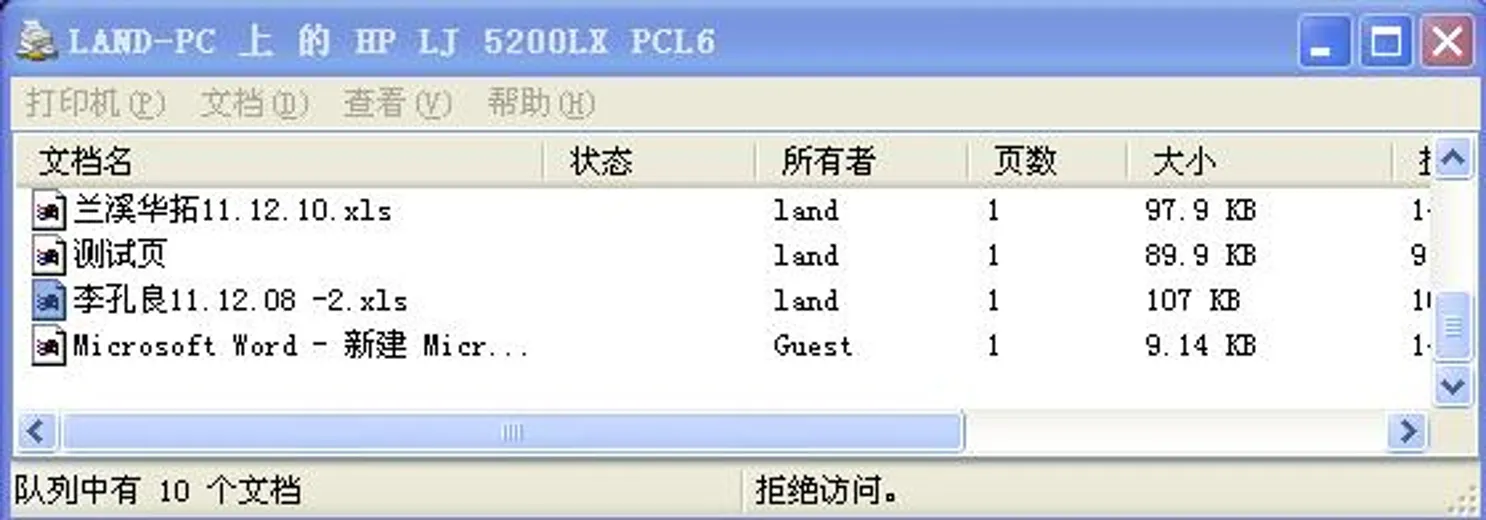 LAND-PC 上 的 HP LJ 5200LX PCL6
打印机(P) 文档(D) 查看(V) 帮助(H)
文档名 状态 所有者 页数 大小
兰溪华拓11.12.10.xls land 1 97.9 KB 1
测试页 land 1 89.9 KB 9
李孔良11.12.08 -2.xls land 1 107 KB
Microsoft Word - 新建 Micr... Guest 1 9.14 KB 1
队列中有 10 个文档 拒绝访问。